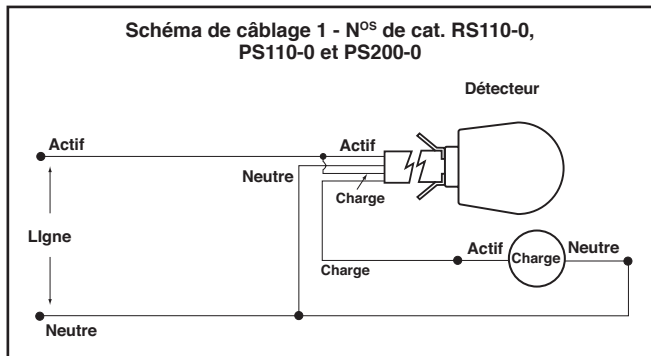 Schéma de câblage 1 - Nᴼˢ de cat. RS110-0,
PS110-0 et PS200-0
Détecteur
Actif
Actif
Neutre
Charge
LIgne
Actif
Neutre
Charge
Charge
Neutre